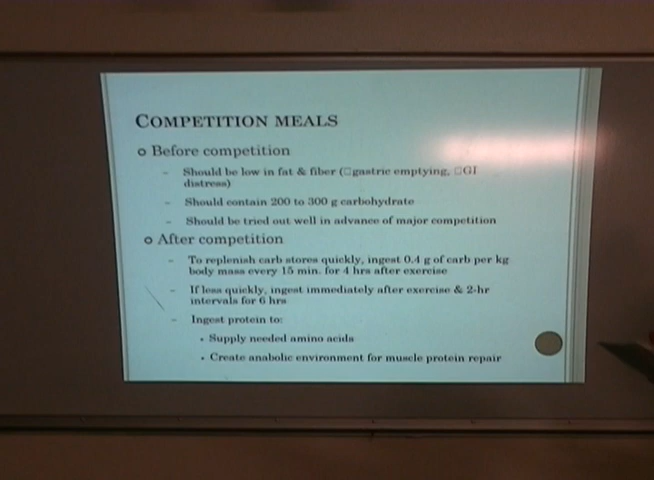 COMPETITION MEALS
Before competition
– Should be low in fat & fiber (□gastric emptying, □GI
distress)
– Should contain 200 to 300 g carbohydrate
– Should be tried out well in advance of major competition
After competition
– To replenish carb stores quickly, ingest 0.4 g of carb per kg
body mass every 15 min. for 4 hrs after exercise
– If less quickly, ingest immediately after exercise & 2-hr
intervals for 6 hrs
– Ingest protein to:
• Supply needed amino acids
• Create anabolic environment for muscle protein repair